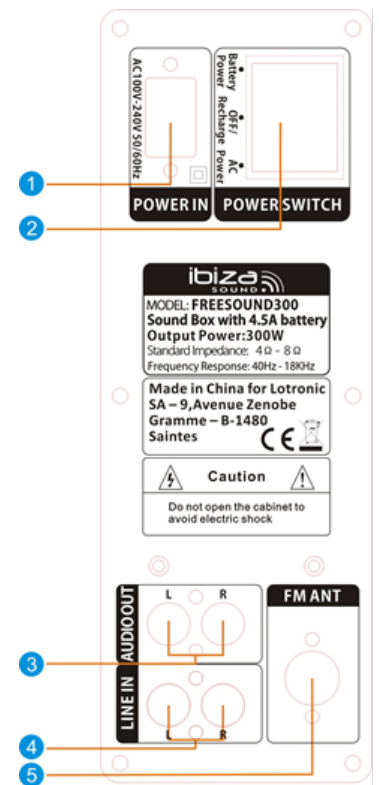 AC100V-240V 50/60Hz
POWER IN
Battery Power
OFF/ Recharge
AC Power
POWER SWITCH
1
2
ibiza
SOUND
MODEL: FREESOUND300
Sound Box with 4.5A battery
Output Power:300W
Standard Impedance: 4Ω - 8Ω
Frequency Response: 40Hz - 18KHz
Made in China for Lotronic
SA – 9,Avenue Zenobe
Gramme – B-1480
Saintes
CE
Caution
Do not open the cabinet to
avoid electric shock
AUDIO OUT
L R
FM ANT
3
LINE IN
L R
4
5